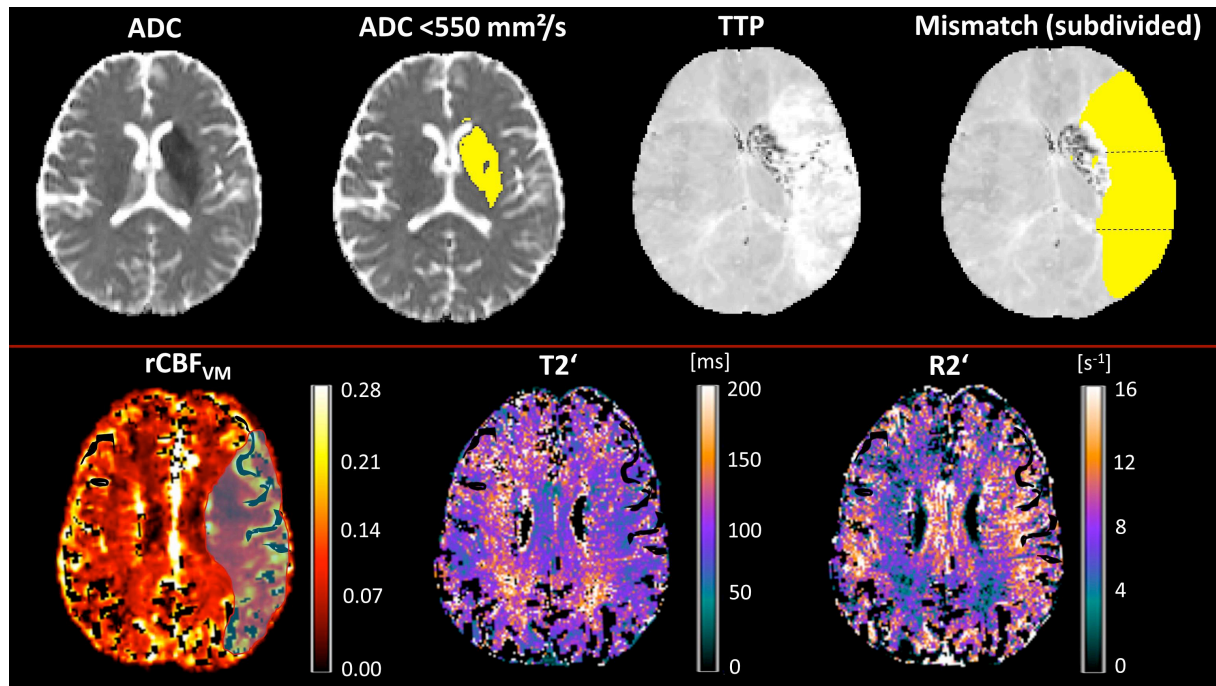 ADC
ADC <550 mm²/s
TTP
Mismatch (subdivided)
rCBF_VM
0.28
0.21
0.14
0.07
0.00
T2‘
[ms]
200
150
100
50
0
R2‘
[s⁻¹]
16
12
8
4
0